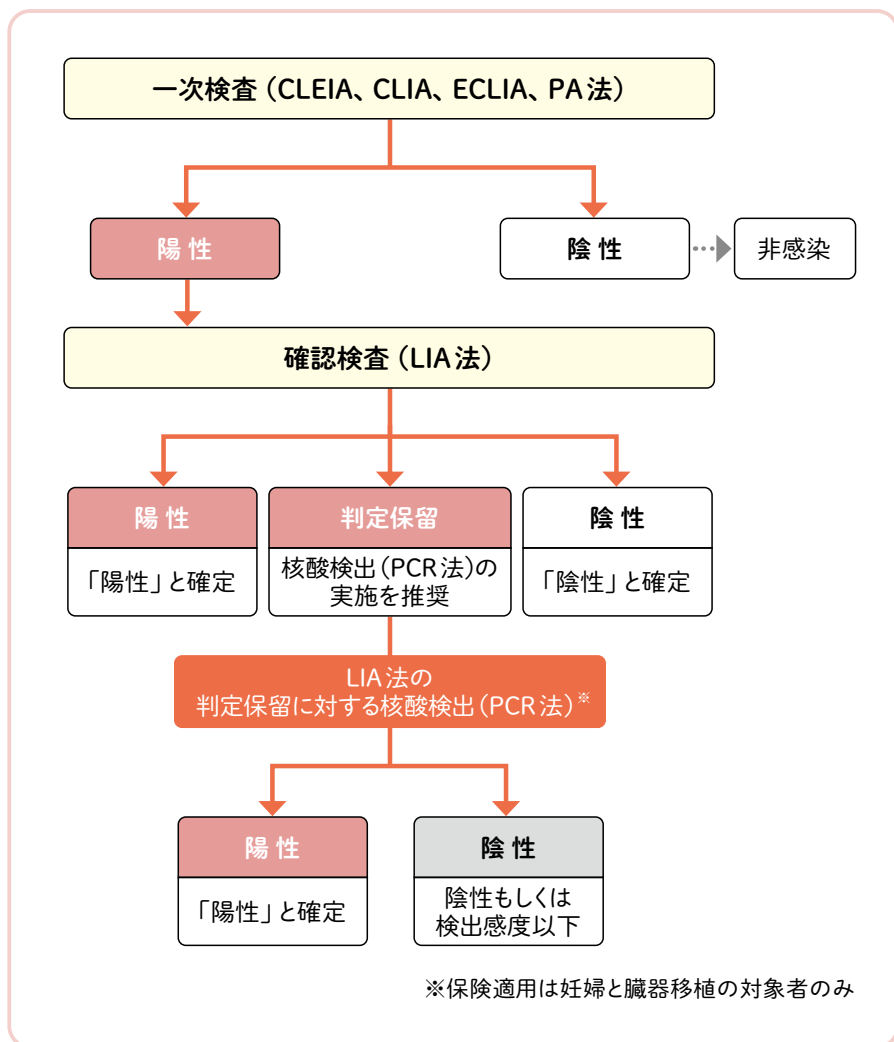 一次検査（CLEIA、CLIA、ECLIA、PA法）
陽性
陰性
非感染
確認検査（LIA法）
陽性
判定保留
陰性
「陽性」と確定
核酸検出（PCR法）の
実施を推奨
「陰性」と確定
LIA法の
判定保留に対する核酸検出（PCR法）※
陽性
陰性
「陽性」と確定
陰性もしくは
検出感度以下
※保険適用は妊婦と臓器移植の対象者のみ